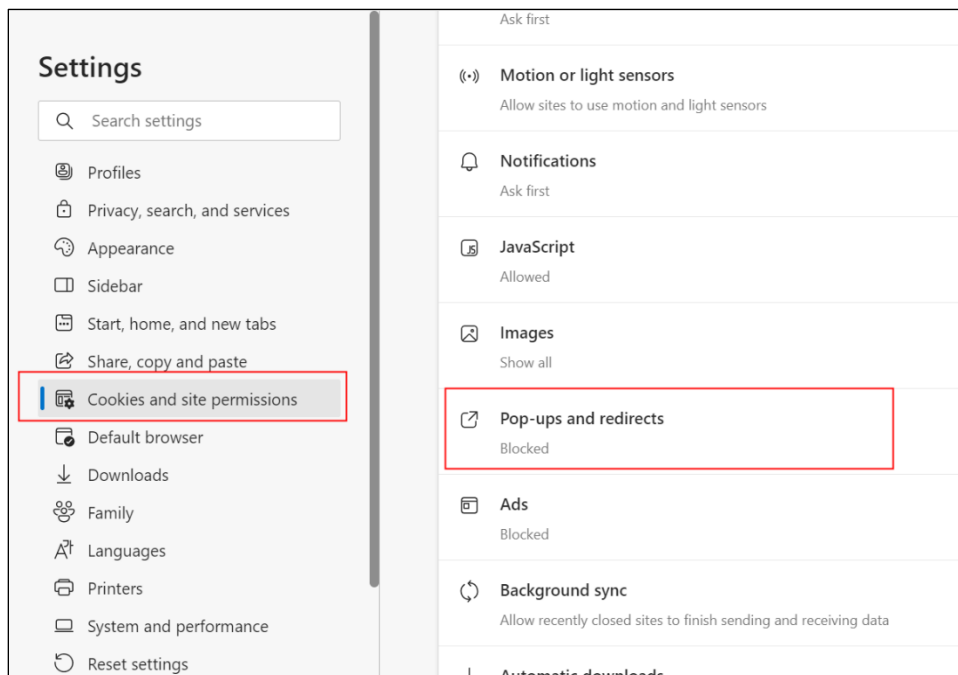 Settings
Search settings
Profiles
Privacy, search, and services
Appearance
Sidebar
Start, home, and new tabs
Share, copy and paste
Cookies and site permissions
Default browser
Downloads
Family
Languages
Printers
System and performance
Reset settings
Ask first
Motion or light sensors
Allow sites to use motion and light sensors
Notifications
Ask first
JavaScript
Allowed
Images
Show all
Pop-ups and redirects
Blocked
Ads
Blocked
Background sync
Allow recently closed sites to finish sending and receiving data
Automatic downloads